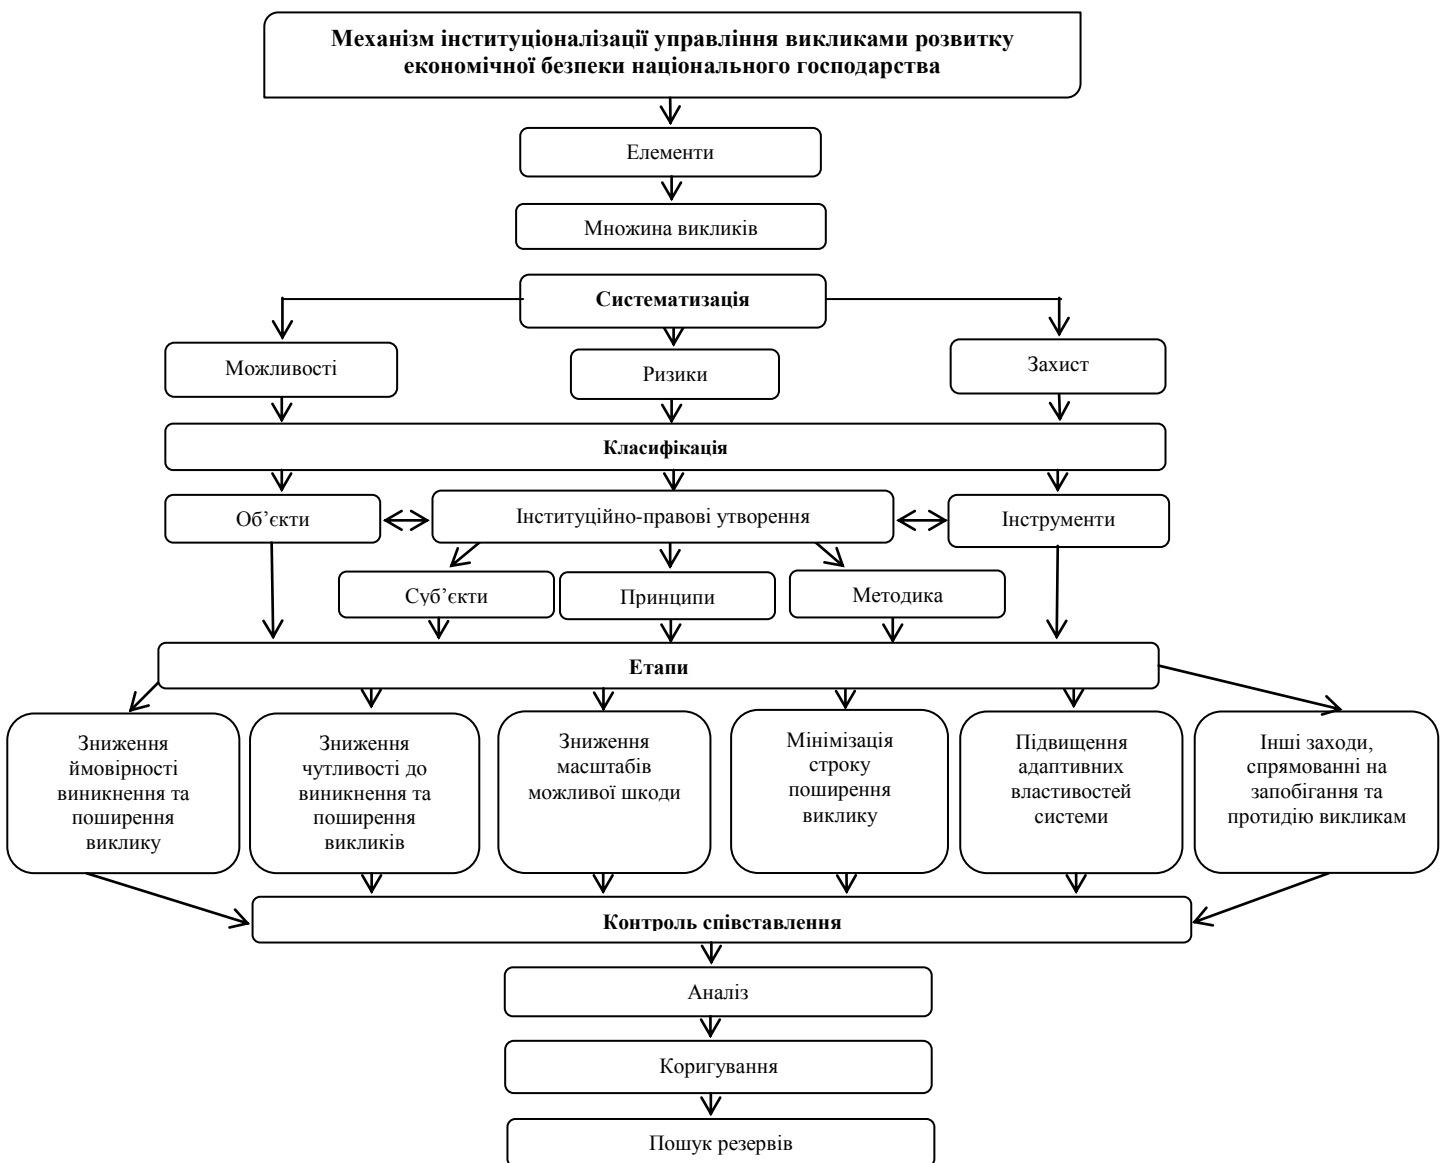 Механізм інституціоналізації управління викликами розвитку
економічної безпеки національного господарства
Елементи
Множина викликів
Систематизація
Можливості
Ризики
Захист
Класифікація
Об’єкти
Інституційно-правові утворення
Інструменти
Суб’єкти
Принципи
Методика
Етапи
Зниження
ймовірності
виникнення та
поширення
виклику
Зниження
чутливості до
виникнення та
поширення
викликів
Зниження
масштабів
можливої шкоди
Мінімізація
строку
поширення
виклику
Підвищення
адаптивних
властивостей
системи
Інші заходи,
спрямованні на
запобігання та
протидію викликам
Контроль співставлення
Аналіз
Коригування
Пошук резервів